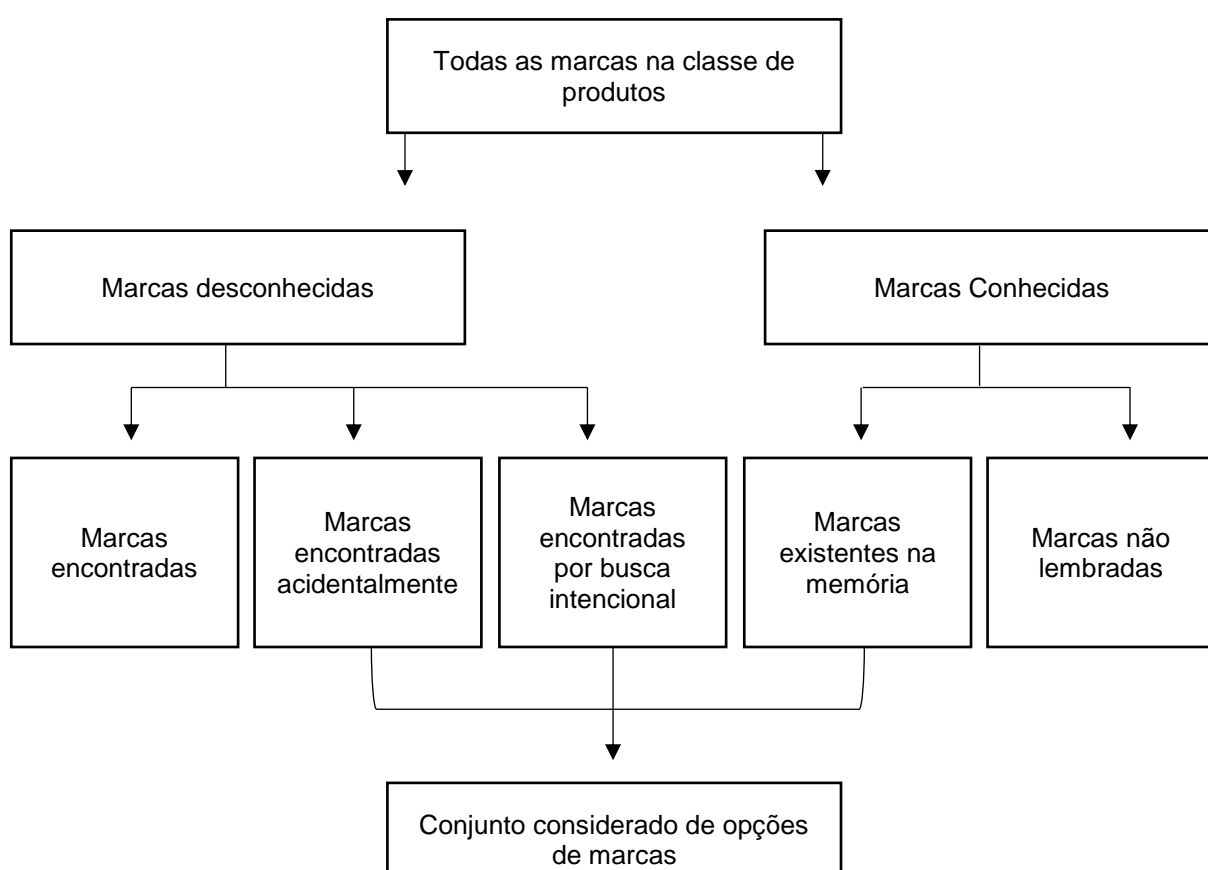 Todas as marcas na classe de
produtos
Marcas desconhecidas
Marcas Conhecidas
Marcas
encontradas
Marcas
encontradas
acidentalmente
Marcas
encontradas
por busca
intencional
Marcas
existentes na
memória
Marcas não
lembradas
Conjunto considerado de opções
de marcas